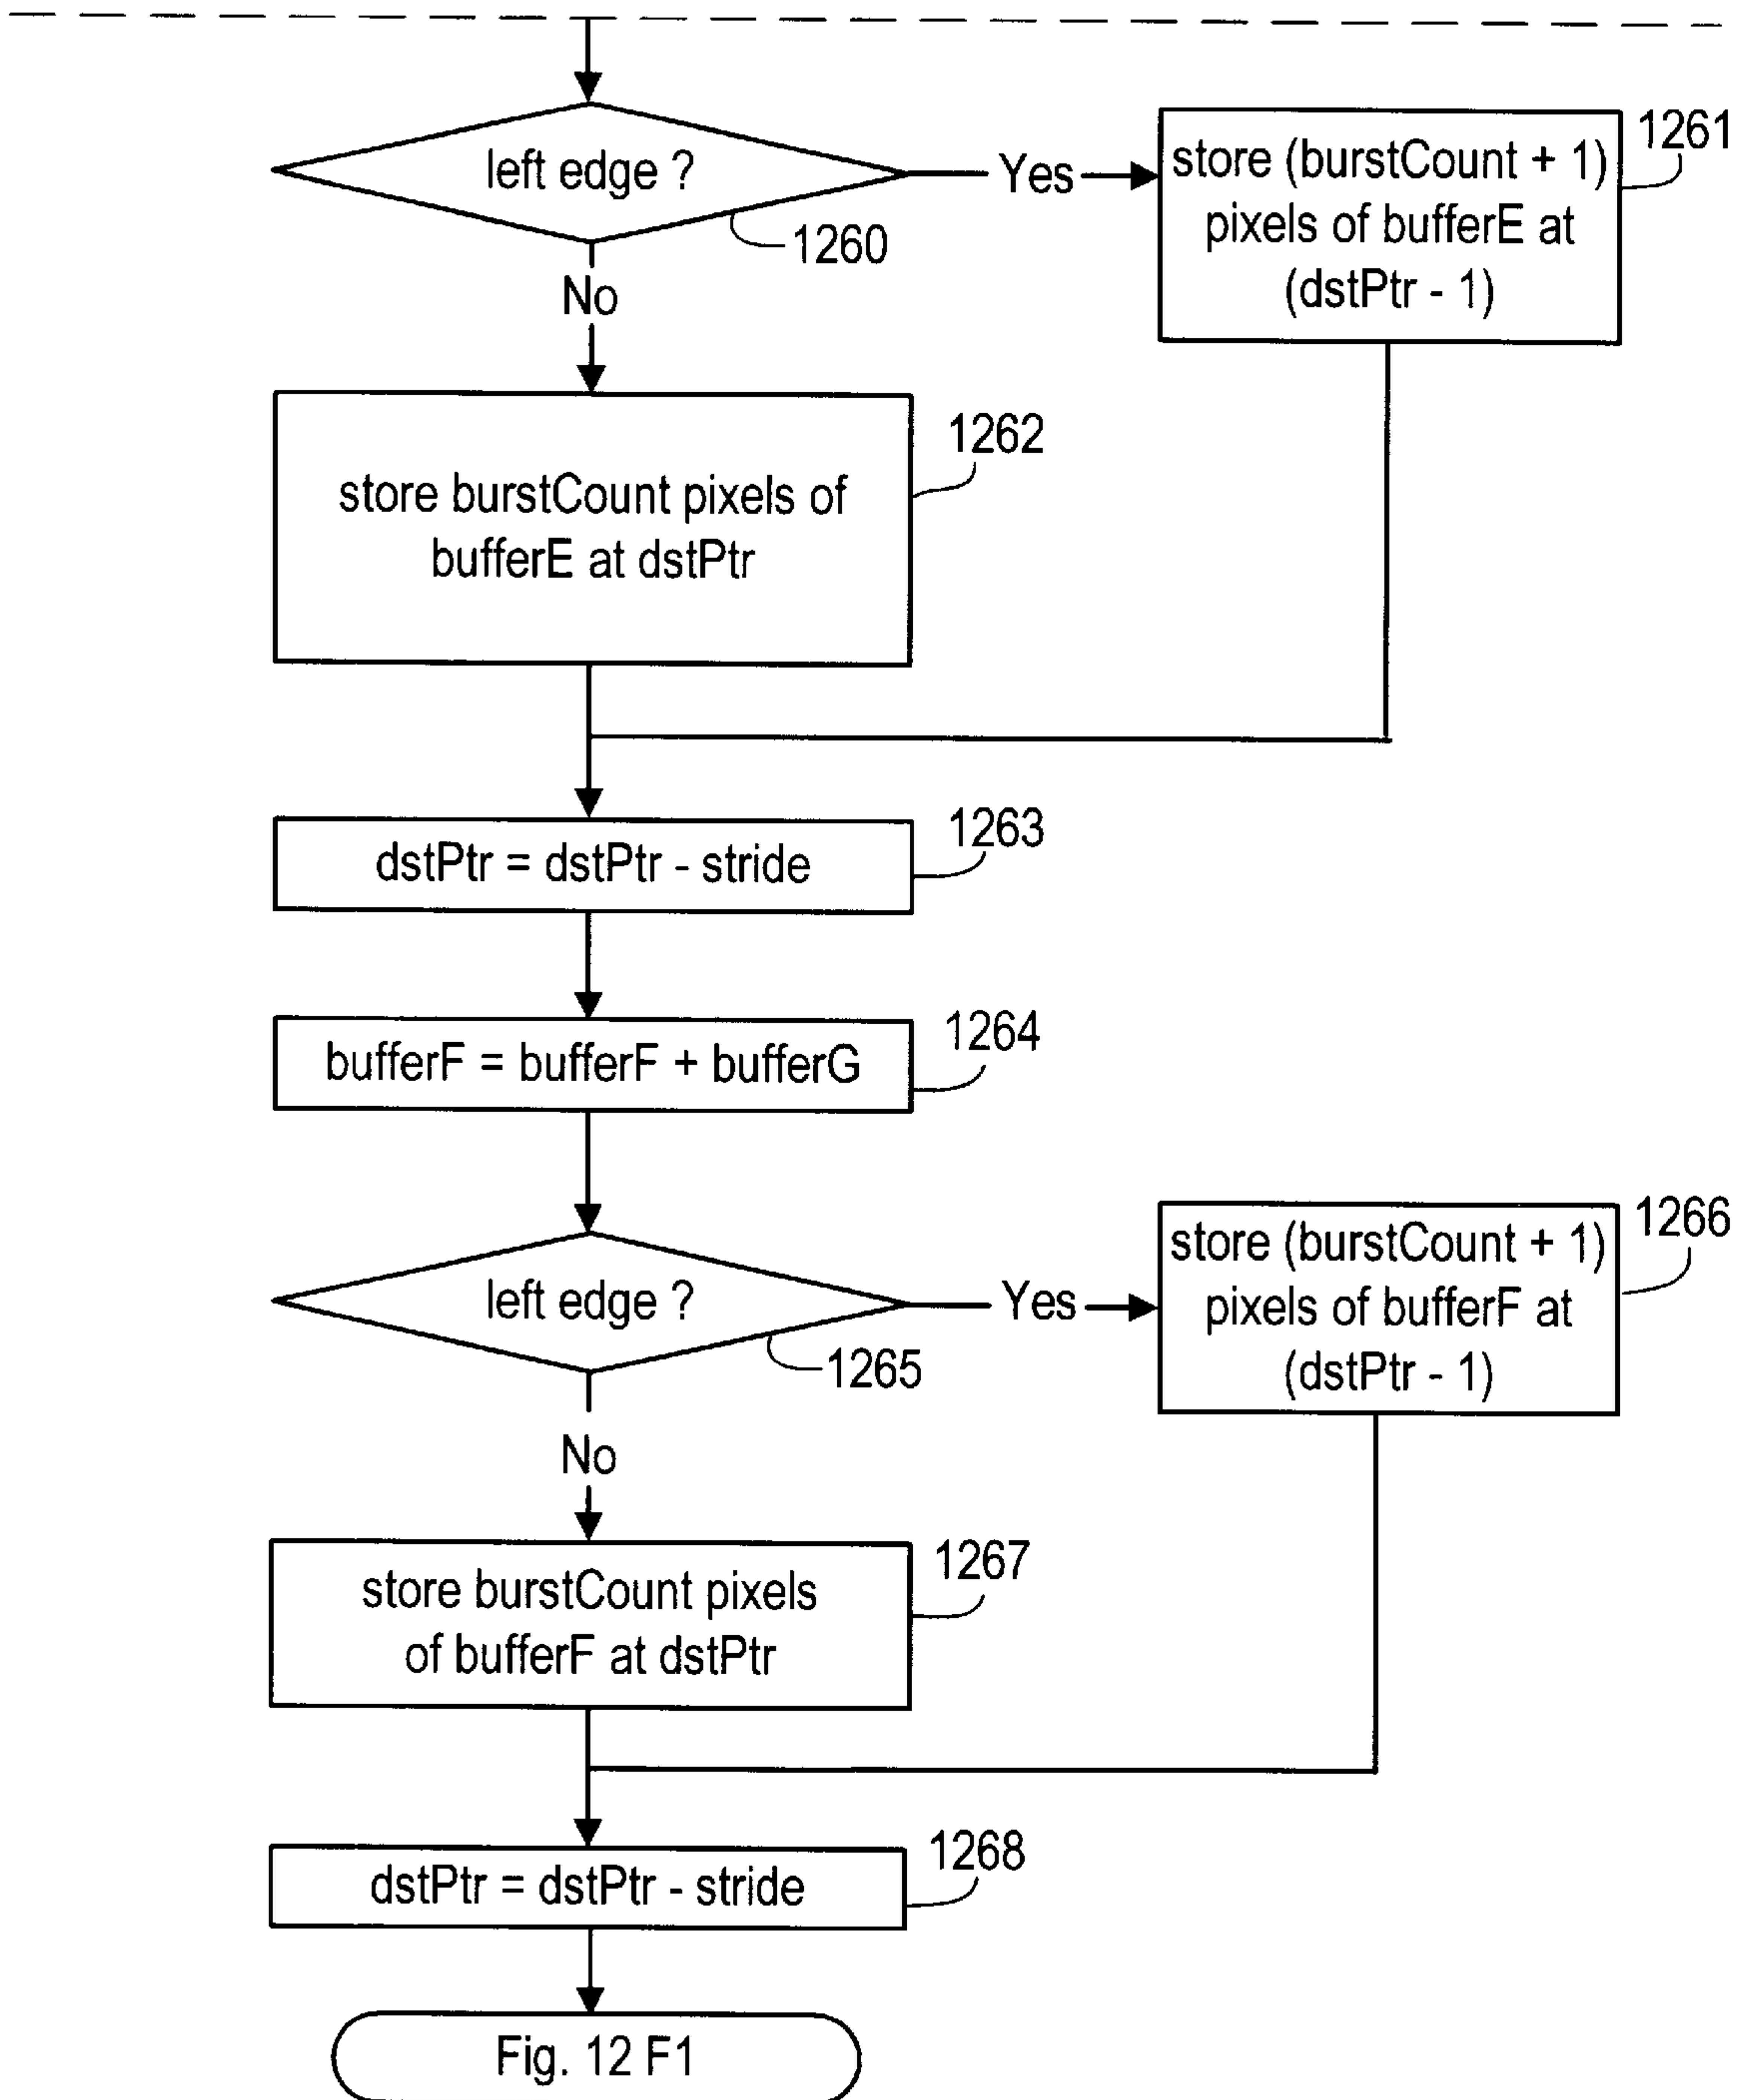 left edge ?
Yes
store (burstCount + 1)
pixels of bufferE at
(dstPtr - 1)
1261
1260
No
store burstCount pixels of
bufferE at dstPtr
1262
dstPtr = dstPtr - stride
1263
bufferF = bufferF + bufferG
1264
left edge ?
Yes
store (burstCount + 1)
pixels of bufferF at
(dstPtr - 1)
1266
1265
No
store burstCount pixels
of bufferF at dstPtr
1267
dstPtr = dstPtr - stride
1268
Fig. 12 F1